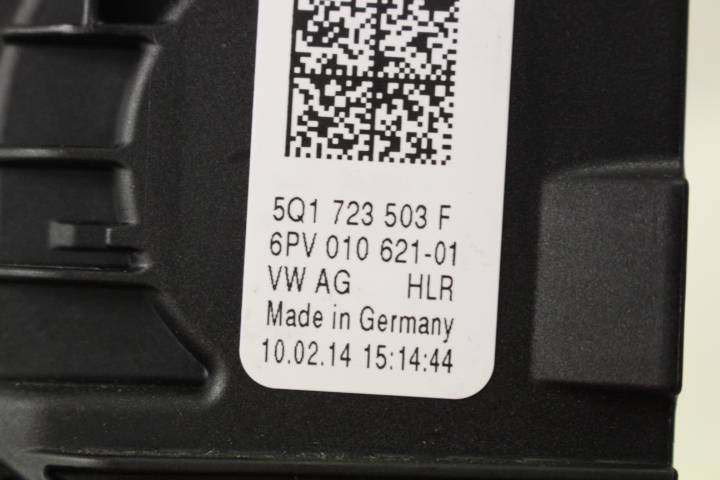 5Q1 723 503 F
6PV 010 621-01
VW AG HLR
Made in Germany
10.02.14 15:14:44